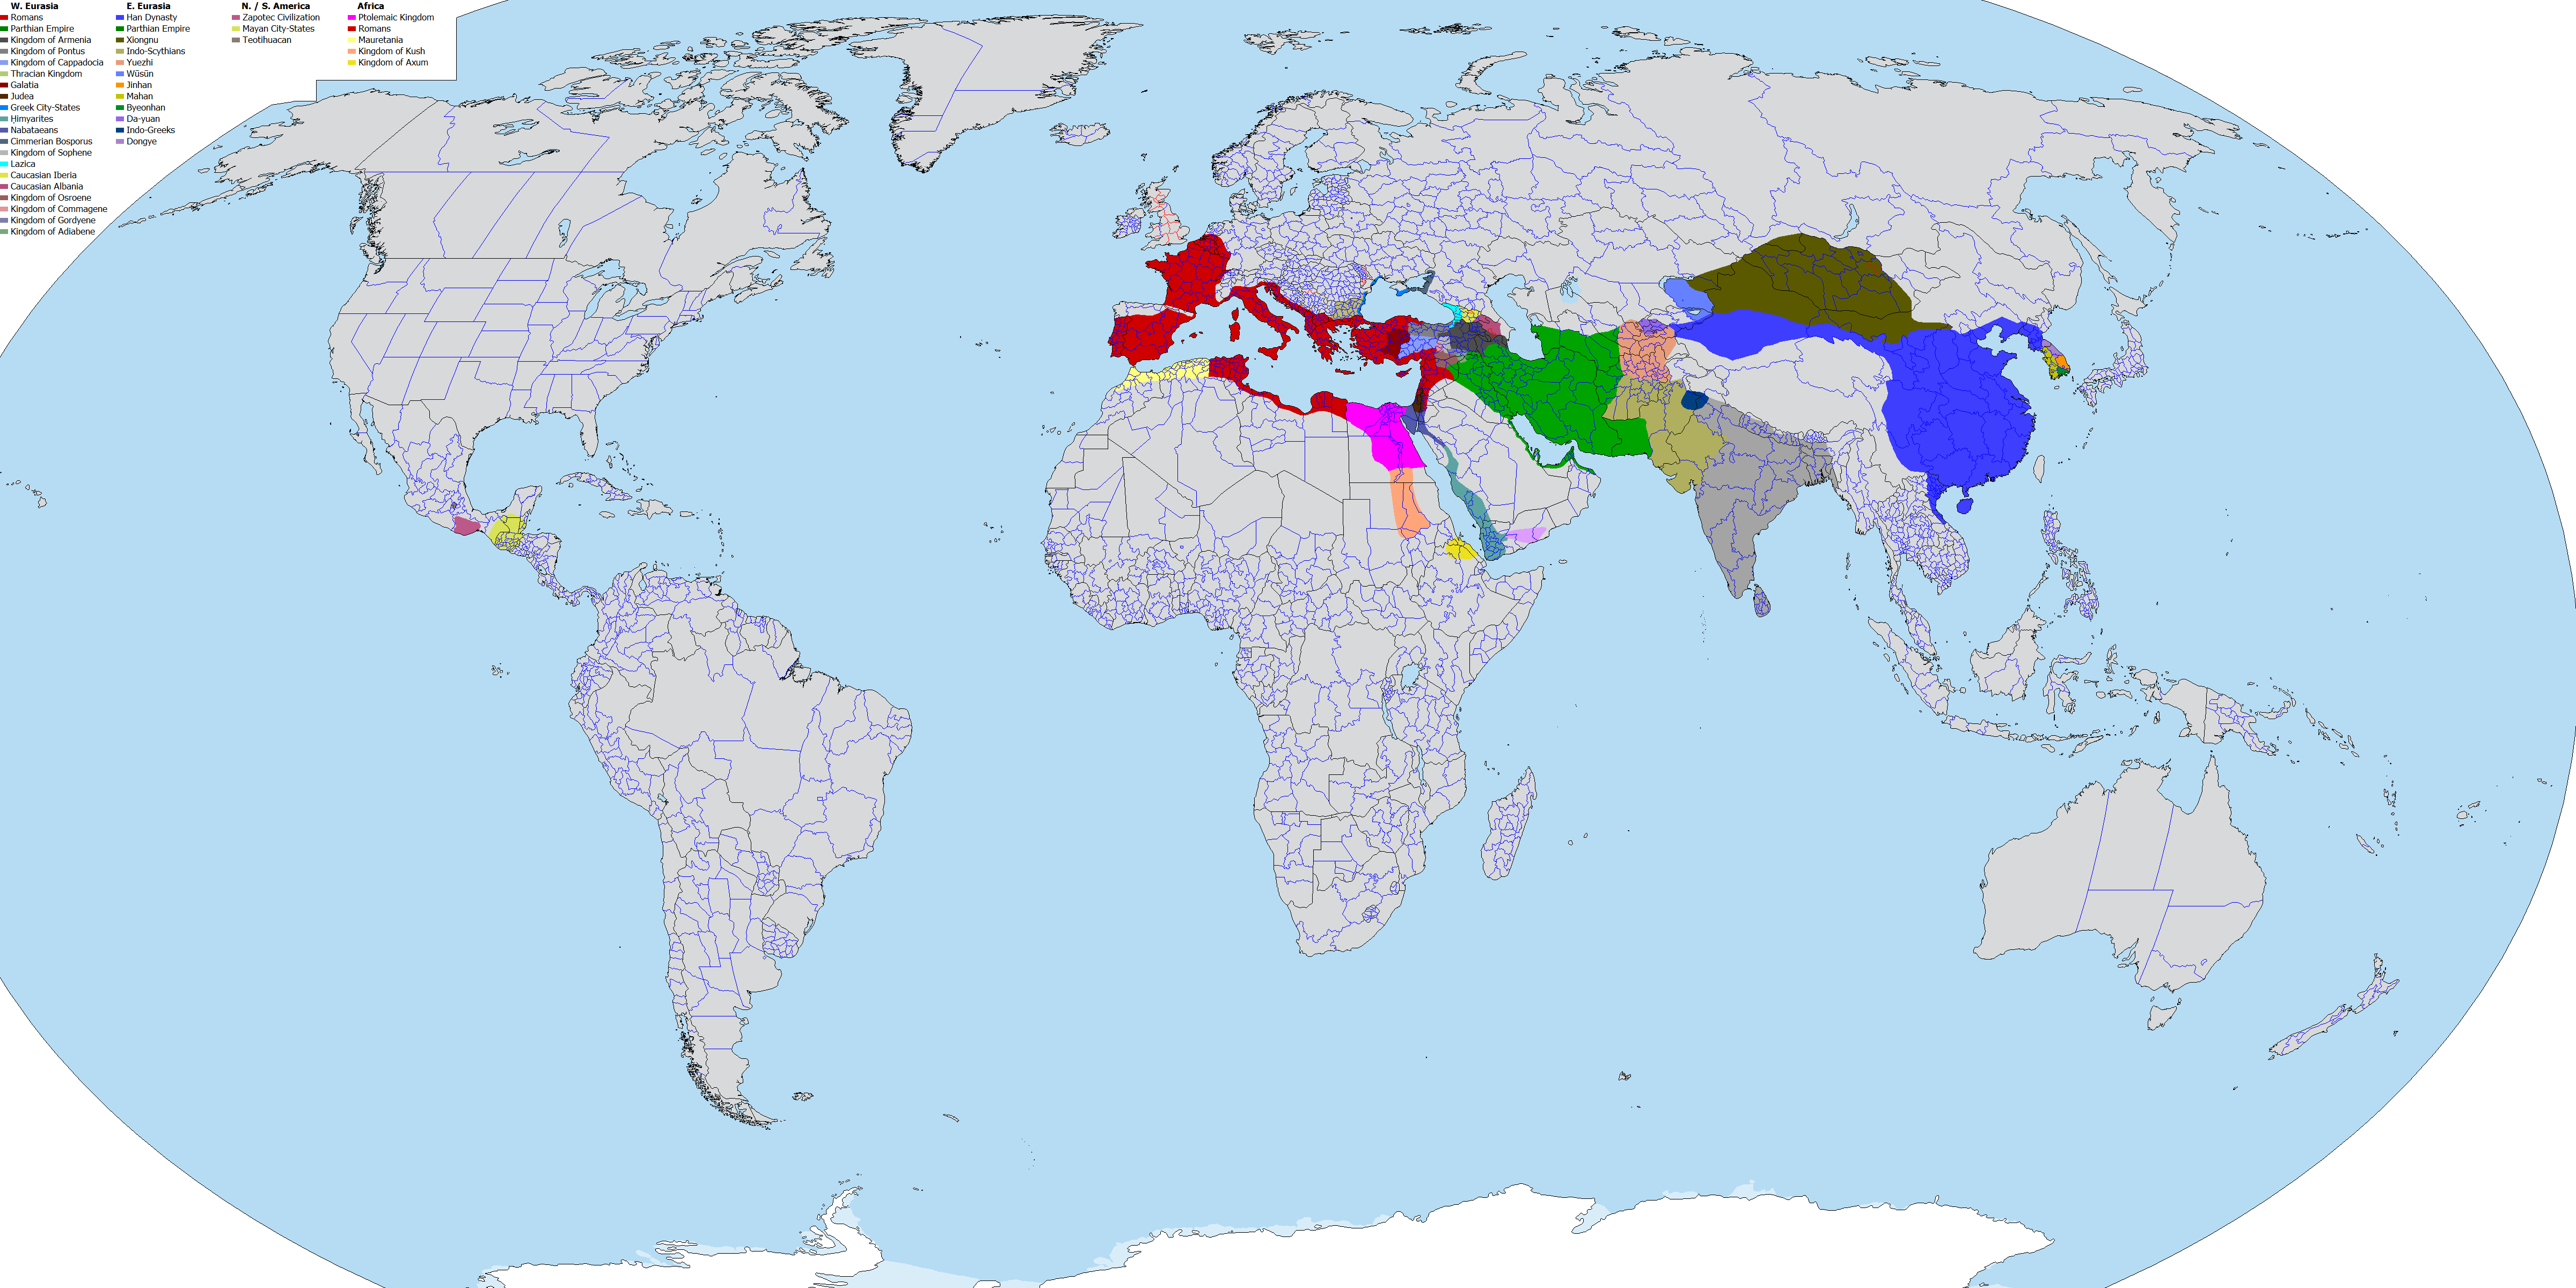 W. Eurasia
Romans
Parthian Empire
Kingdom of Armenia
Kingdom of Pontus
Kingdom of Cappadocia
Thracian Kingdom
Galatia
Judea
Greek City-States
Ḥimyarites
Nabataeans
Cimmerian Bosporus
Kingdom of Sophene
Lazica
Caucasian Iberia
Caucasian Albania
Kingdom of Osroene
Kingdom of Commagene
Kingdom of Gordyene
Kingdom of Adiabene
E. Eurasia
Han Dynasty
Parthian Empire
Xiongnu
Indo-Scythians
Yuezhi
Wūsūn
Jinhan
Mahan
Byeonhan
Da-yuan
Indo-Greeks
Dongye
N. / S. America
Zapotec Civilization
Mayan City-States
Teotihuacan
Africa
Ptolemaic Kingdom
Romans
Mauretania
Kingdom of Kush
Kingdom of Axum